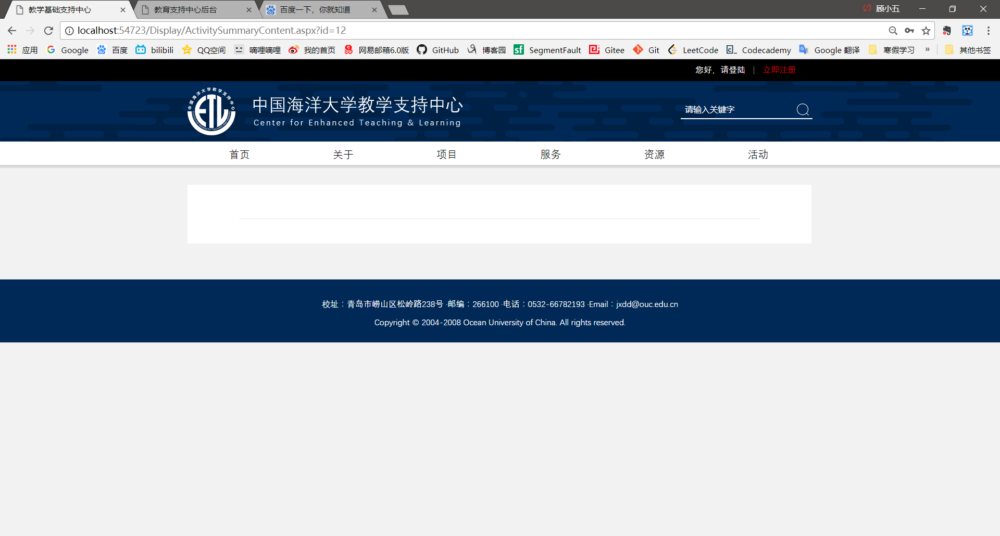 教学基础支持中心
教育支持中心后台
百度一下，你就知道
顾小五
localhost:54723/Display/ActivitySummaryContent.aspx?id=12
应用 Google 百度 bilibili QQ空间 嘀哩嘀哩 我的首页 网易邮箱6.0版 GitHub 博客园 SegmentFault Gitee Git LeetCode Codecademy Google 翻译 寒假学习 » 其他书签
您好，请登陆 | 立即注册
中国海洋大学教学支持中心
Center for Enhanced Teaching & Learning
请输入关键字
首页 关于 项目 服务 资源 活动
校址：青岛市崂山区松岭路238号 ·邮编：266100 ·电话：0532-66782193 ·Email：jxdd@ouc.edu.cn
Copyright © 2004-2008 Ocean University of China. All rights reserved.